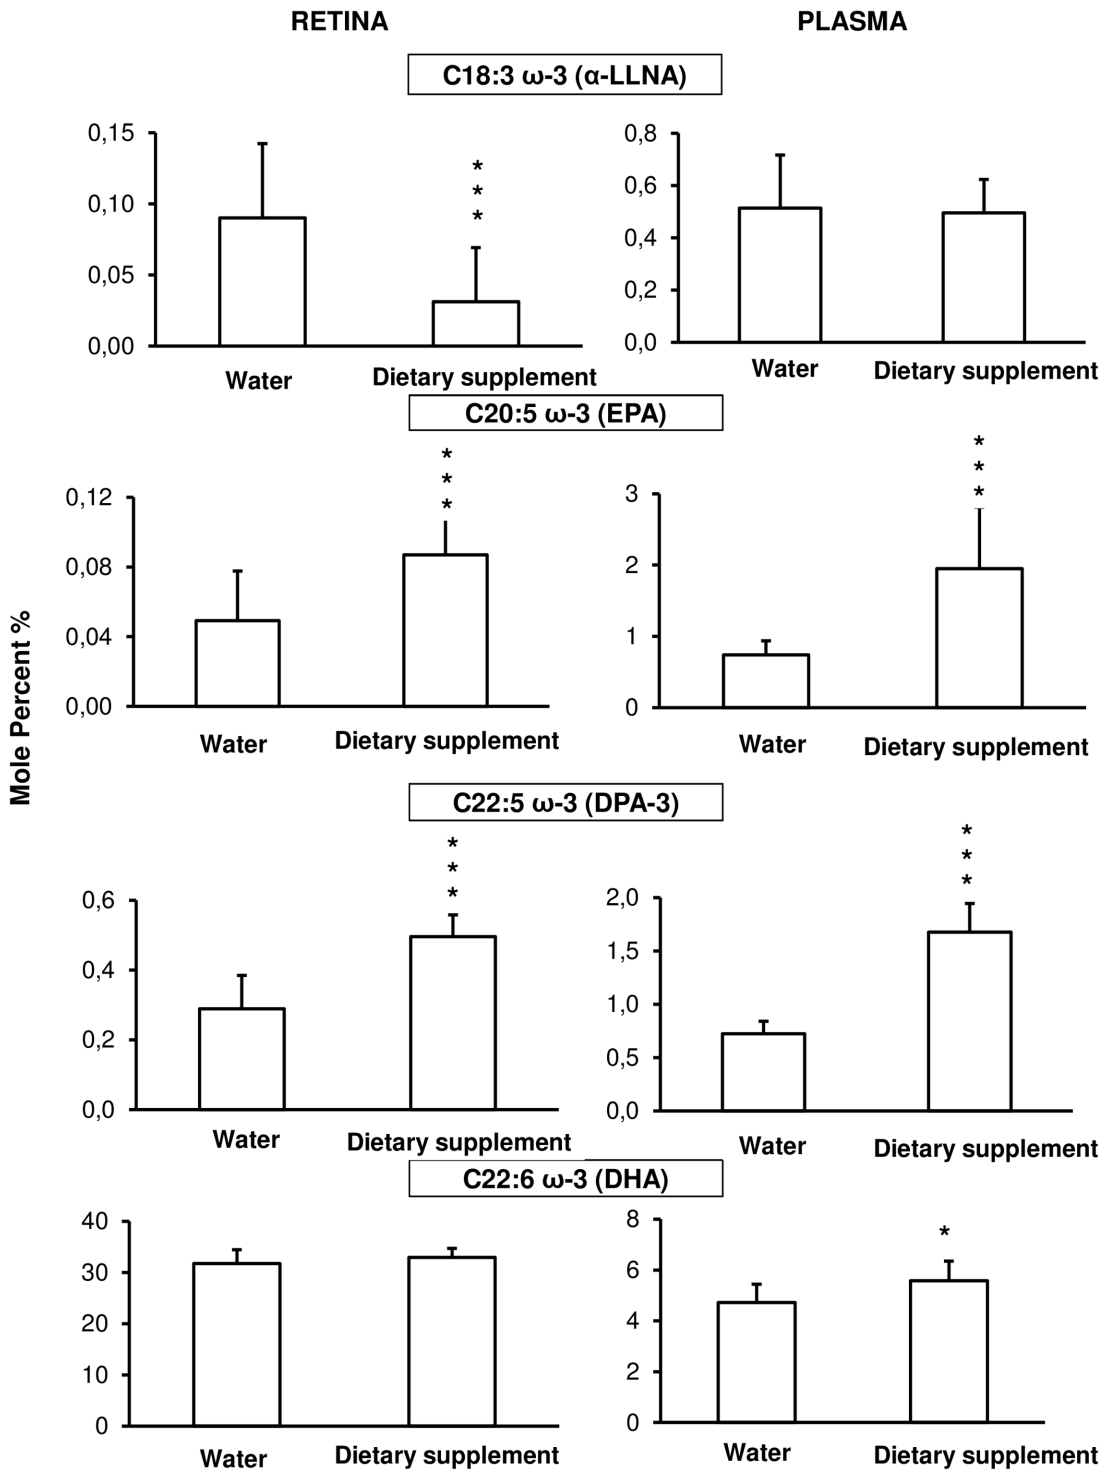 RETINA PLASMA
C18:3 ω-3 (α-LLNA)
0,15
0,10
0,05
0,00
* * *
Water Dietary supplement
0,8
0,6
0,4
0,2
0,0
Water Dietary supplement
C20:5 ω-3 (EPA)
Mole Percent %
0,12
0,08
0,04
0,00
* * *
Water Dietary supplement
3
2
1
0
* * *
Water Dietary supplement
C22:5 ω-3 (DPA-3)
0,6
0,4
0,2
0,0
* * *
Water Dietary supplement
2,0
1,5
1,0
0,5
0,0
* * *
Water Dietary supplement
C22:6 ω-3 (DHA)
40
30
20
10
0
Water Dietary supplement
8
6
4
2
0
*
Water Dietary supplement